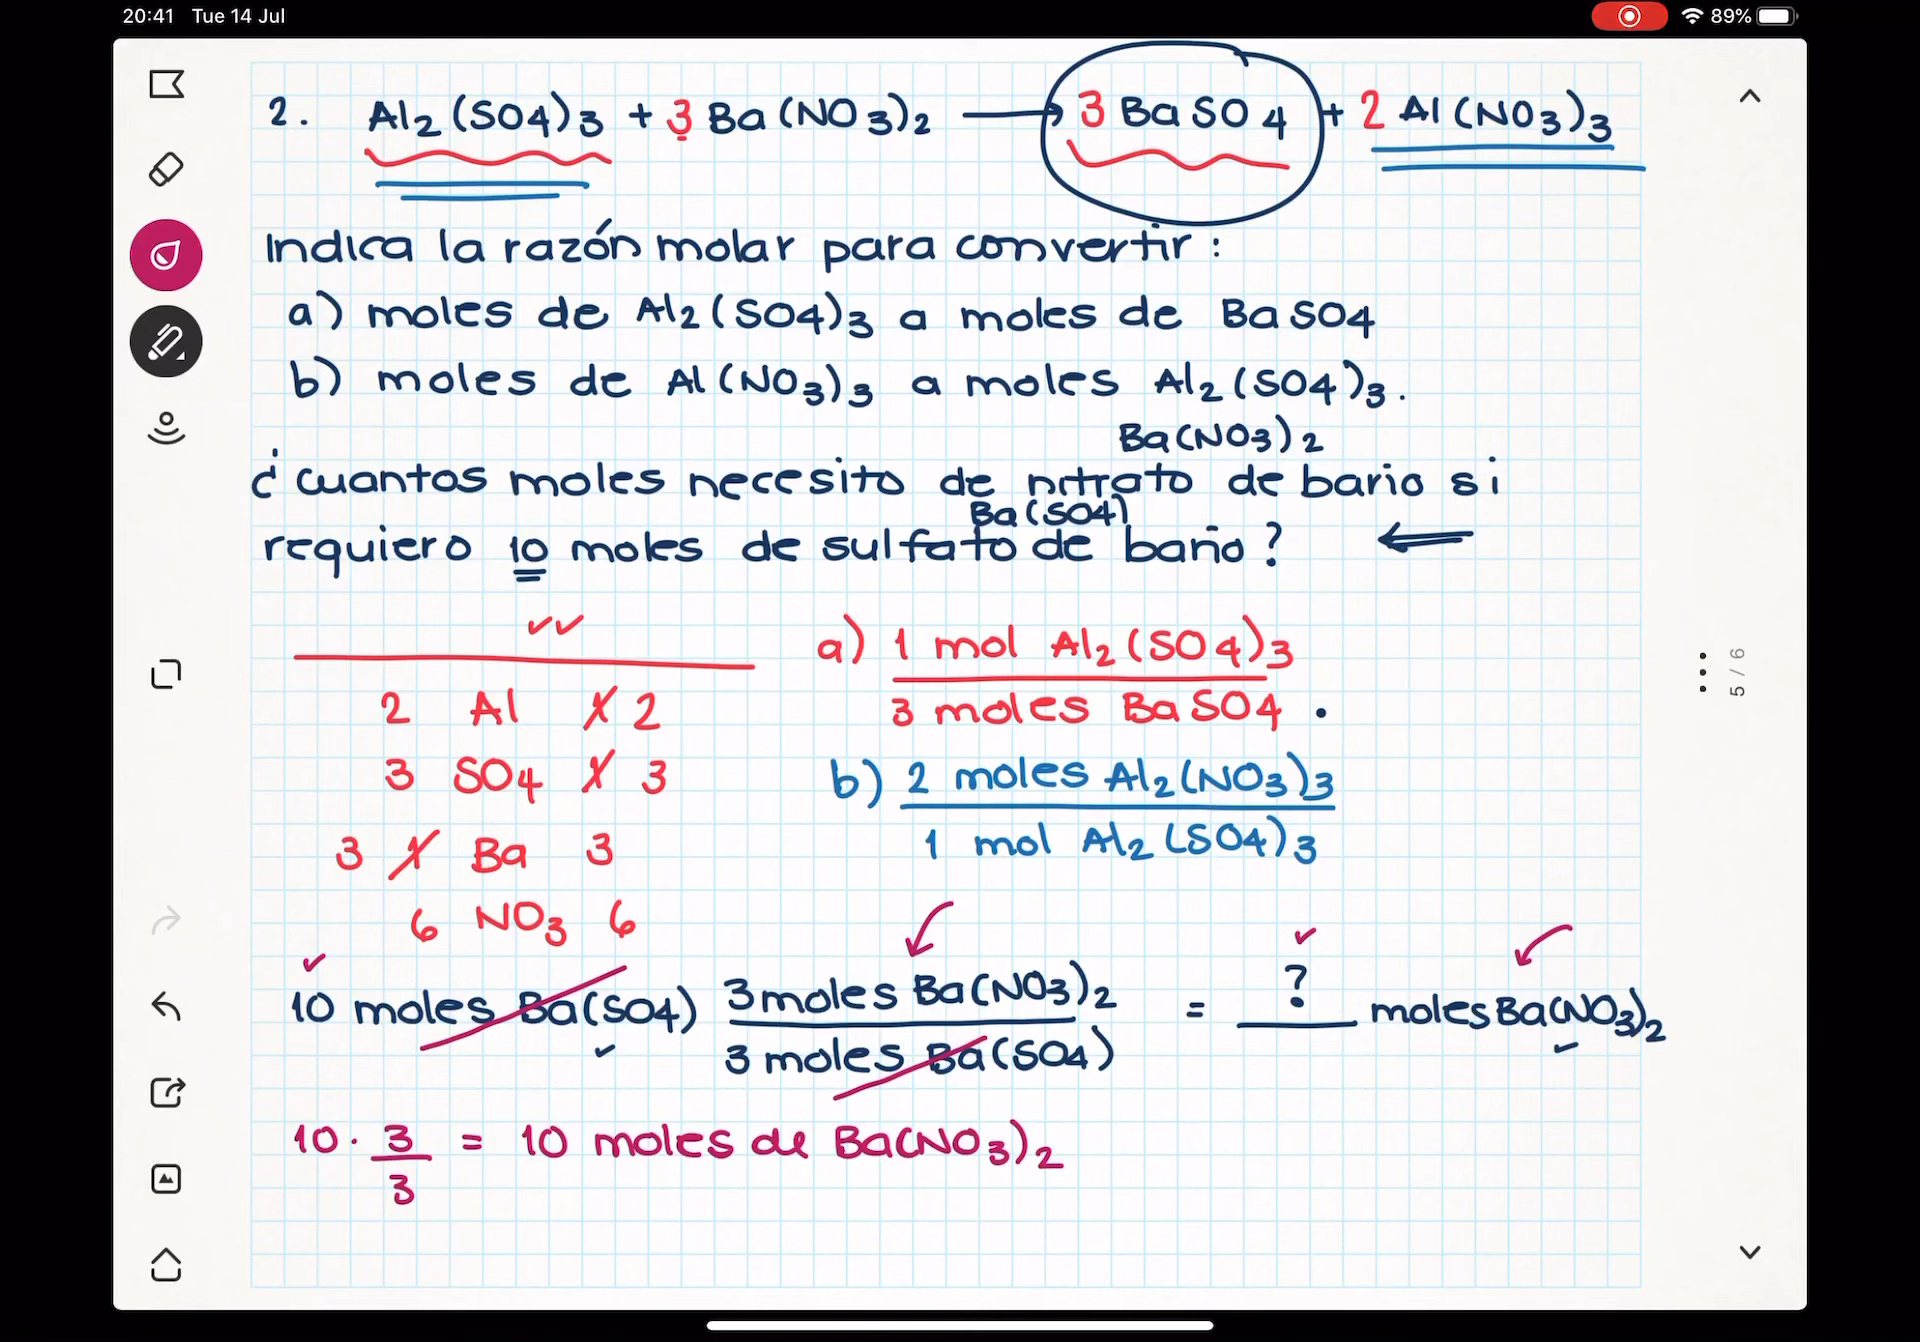 20:41 Tue 14 Jul
89%
2. Al2(SO4)3 + 3 Ba(NO3)2 → 3 BaSO4 + 2 Al(NO3)3
Indica la razón molar para convertir:
a) moles de Al2(SO4)3 a moles de BaSO4
b) moles de Al(NO3)3 a moles Al2(SO4)3.
Ba(NO3)2
¿cuantos moles necesito de nitrato de bario si
Ba(SO4)
requiero 10 moles de sulfato de bario?
2 Al 1 2
3 SO4 1 3
3 1 Ba 3
6 NO3 6
a) 1 mol Al2(SO4)3
3 moles BaSO4.
b) 2 moles Al2(NO3)3
1 mol Al2(SO4)3
5 / 6
10 moles Ba(SO4) 3 moles Ba(NO3)2 = ? moles Ba(NO3)2
3 moles Ba(SO4)
10 · 3 = 10 moles de Ba(NO3)2
3